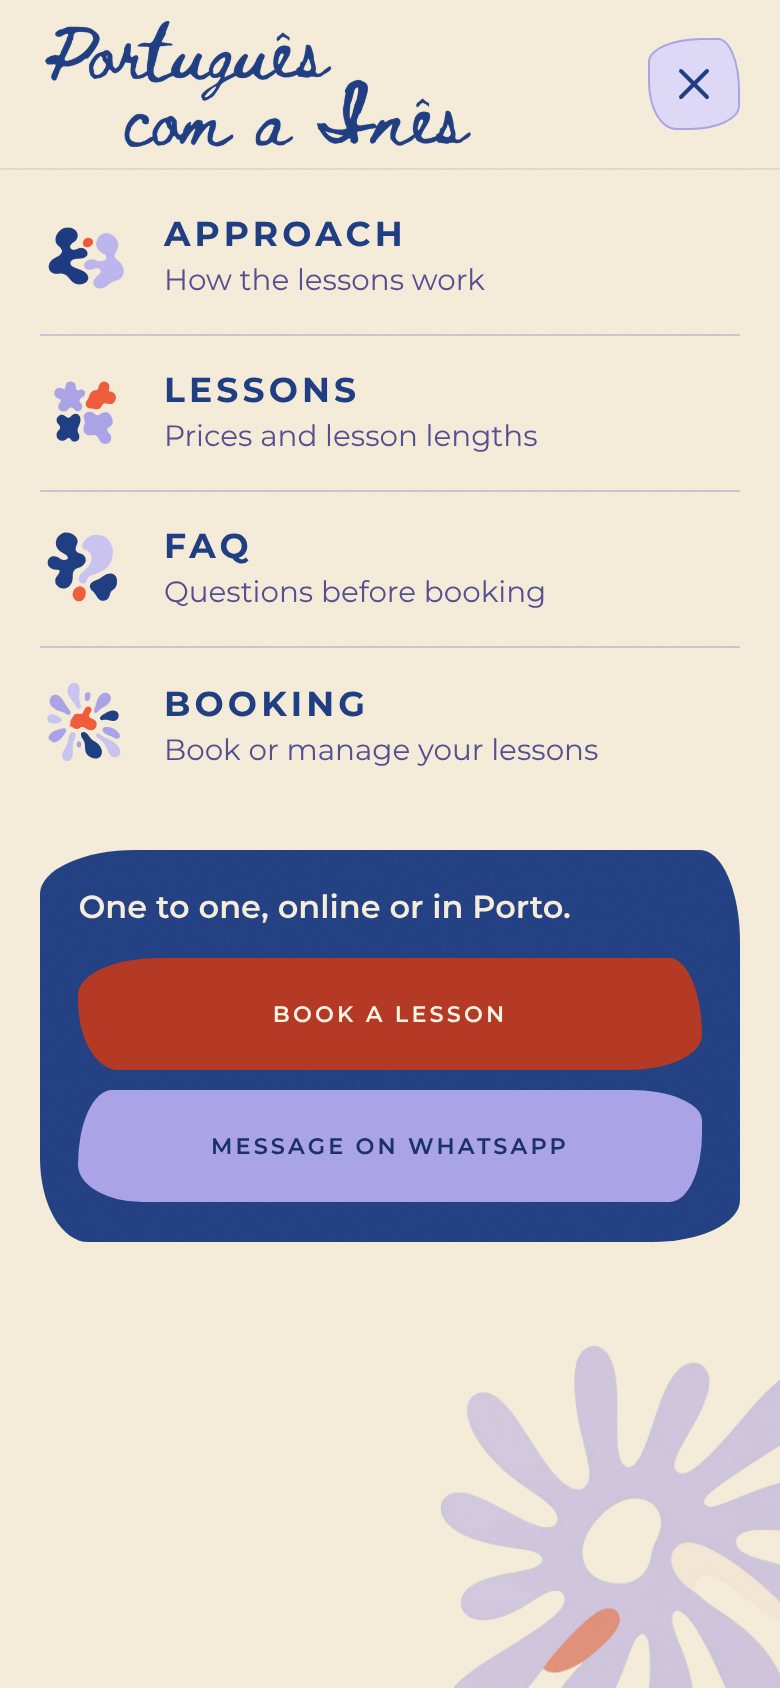 Português
com a Inês
APPROACH
How the lessons work
LESSONS
Prices and lesson lengths
FAQ
Questions before booking
BOOKING
Book or manage your lessons
One to one, online or in Porto.
BOOK A LESSON
MESSAGE ON WHATSAPP